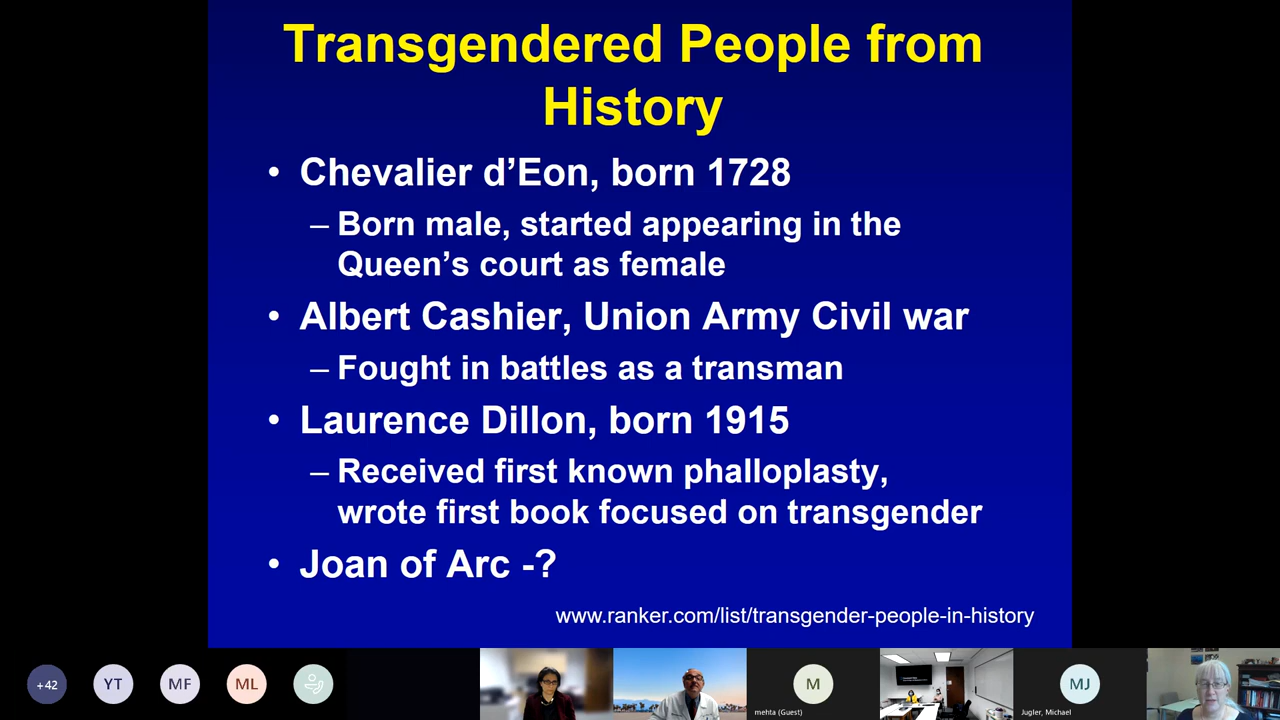 Transgendered People from
History
• Chevalier d’Eon, born 1728
– Born male, started appearing in the
Queen’s court as female
• Albert Cashier, Union Army Civil war
– Fought in battles as a transman
• Laurence Dillon, born 1915
– Received first known phalloplasty,
wrote first book focused on transgender
• Joan of Arc -?
www.ranker.com/list/transgender-people-in-history
+42
YT
MF
ML
M
mehta (Guest)
MJ
Jugler, Michael